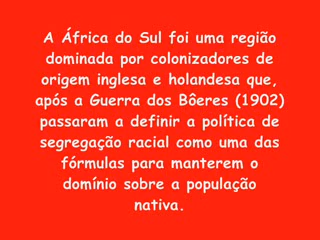 A África do Sul foi uma região
dominada por colonizadores de
origem inglesa e holandesa que,
após a Guerra dos Bôeres (1902)
passaram a definir a política de
segregação racial como uma das
fórmulas para manterem o
domínio sobre a população
nativa.